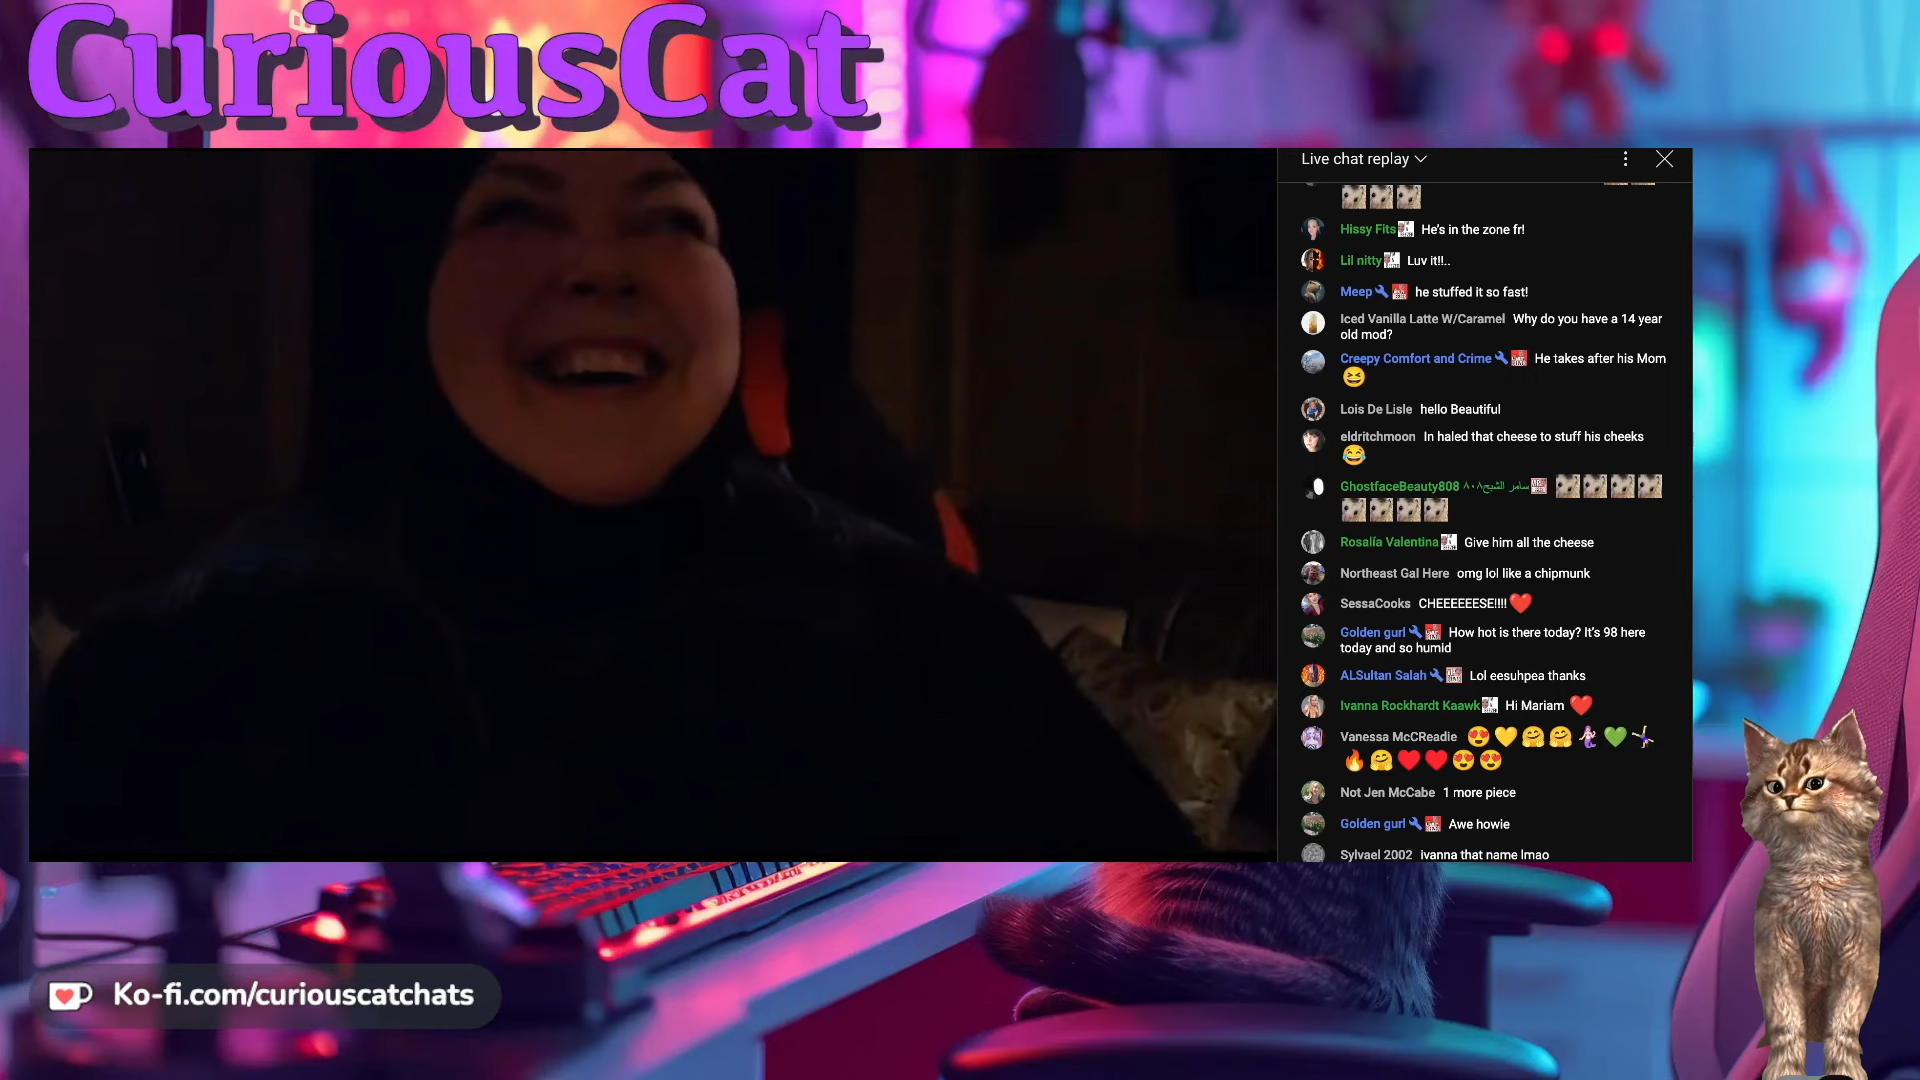 CuriousCat
Live chat replay
Hissy Fits He's in the zone fr!
Lil nitty Luv it!!..
Meep he stuffed it so fast!
Iced Vanilla Latte W/Caramel Why do you have a 14 year
old mod?
Creepy Comfort and Crime He takes after his Mom
Lois De Lisle hello Beautiful
eldritchmoon In haled that cheese to stuff his cheeks
GhostfaceBeauty808 سامر الشبح٨٠٨
Rosalía Valentina Give him all the cheese
Northeast Gal Here omg lol like a chipmunk
SessaCooks CHEEEEEESE!!!!
Golden gurl How hot is there today? It's 98 here
today and so humid
ALSultan Salah Lol eesuhpea thanks
Ivanna Rockhardt Kaawk Hi Mariam
Vanessa McCReadie
Not Jen McCabe 1 more piece
Golden gurl Awe howie
Sylvael 2002 ivanna that name lmao
Ko-fi.com/curiouscatchats